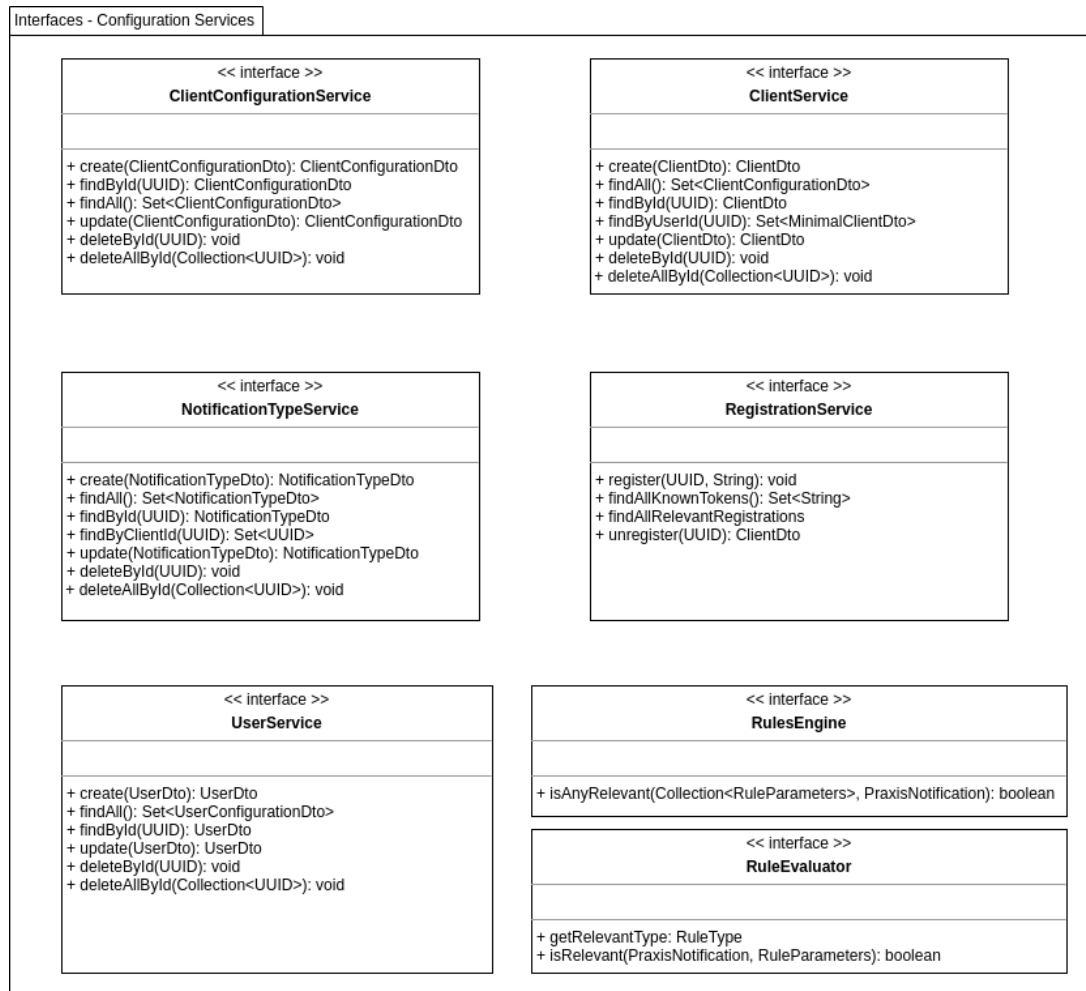 Interfaces - Configuration Services
<< interface >>
ClientConfigurationService
+ create(ClientConfigurationDto): ClientConfigurationDto
+ findById(UUID): ClientConfigurationDto
+ findAll(): Set<ClientConfigurationDto>
+ update(ClientConfigurationDto): ClientConfigurationDto
+ deleteById(UUID): void
+ deleteAllById(Collection<UUID>): void
<< interface >>
ClientService
+ create(ClientDto): ClientDto
+ findAll(): Set<ClientConfigurationDto>
+ findById(UUID): ClientDto
+ findByUserId(UUID): Set<MinimalClientDto>
+ update(ClientDto): ClientDto
+ deleteById(UUID): void
+ deleteAllById(Collection<UUID>): void
<< interface >>
NotificationTypeService
+ create(NotificationTypeDto): NotificationTypeDto
+ findAll(): Set<NotificationTypeDto>
+ findById(UUID): NotificationTypeDto
+ findByClientId(UUID): Set<UUID>
+ update(NotificationTypeDto): NotificationTypeDto
+ deleteById(UUID): void
+ deleteAllById(Collection<UUID>): void
<< interface >>
RegistrationService
+ register(UUID, String): void
+ findAllKnownTokens(): Set<String>
+ findAllRelevantRegistrations
+ unregister(UUID): ClientDto
<< interface >>
UserService
+ create(UserDto): UserDto
+ findAll(): Set<UserConfigurationDto>
+ findById(UUID): UserDto
+ update(UserDto): UserDto
+ deleteById(UUID): void
+ deleteAllById(Collection<UUID>): void
<< interface >>
RulesEngine
+ isAnyRelevant(Collection<RuleParameters>, PraxisNotification): boolean
<< interface >>
RuleEvaluator
+ getRelevantType: RuleType
+ isRelevant(PraxisNotification, RuleParameters): boolean